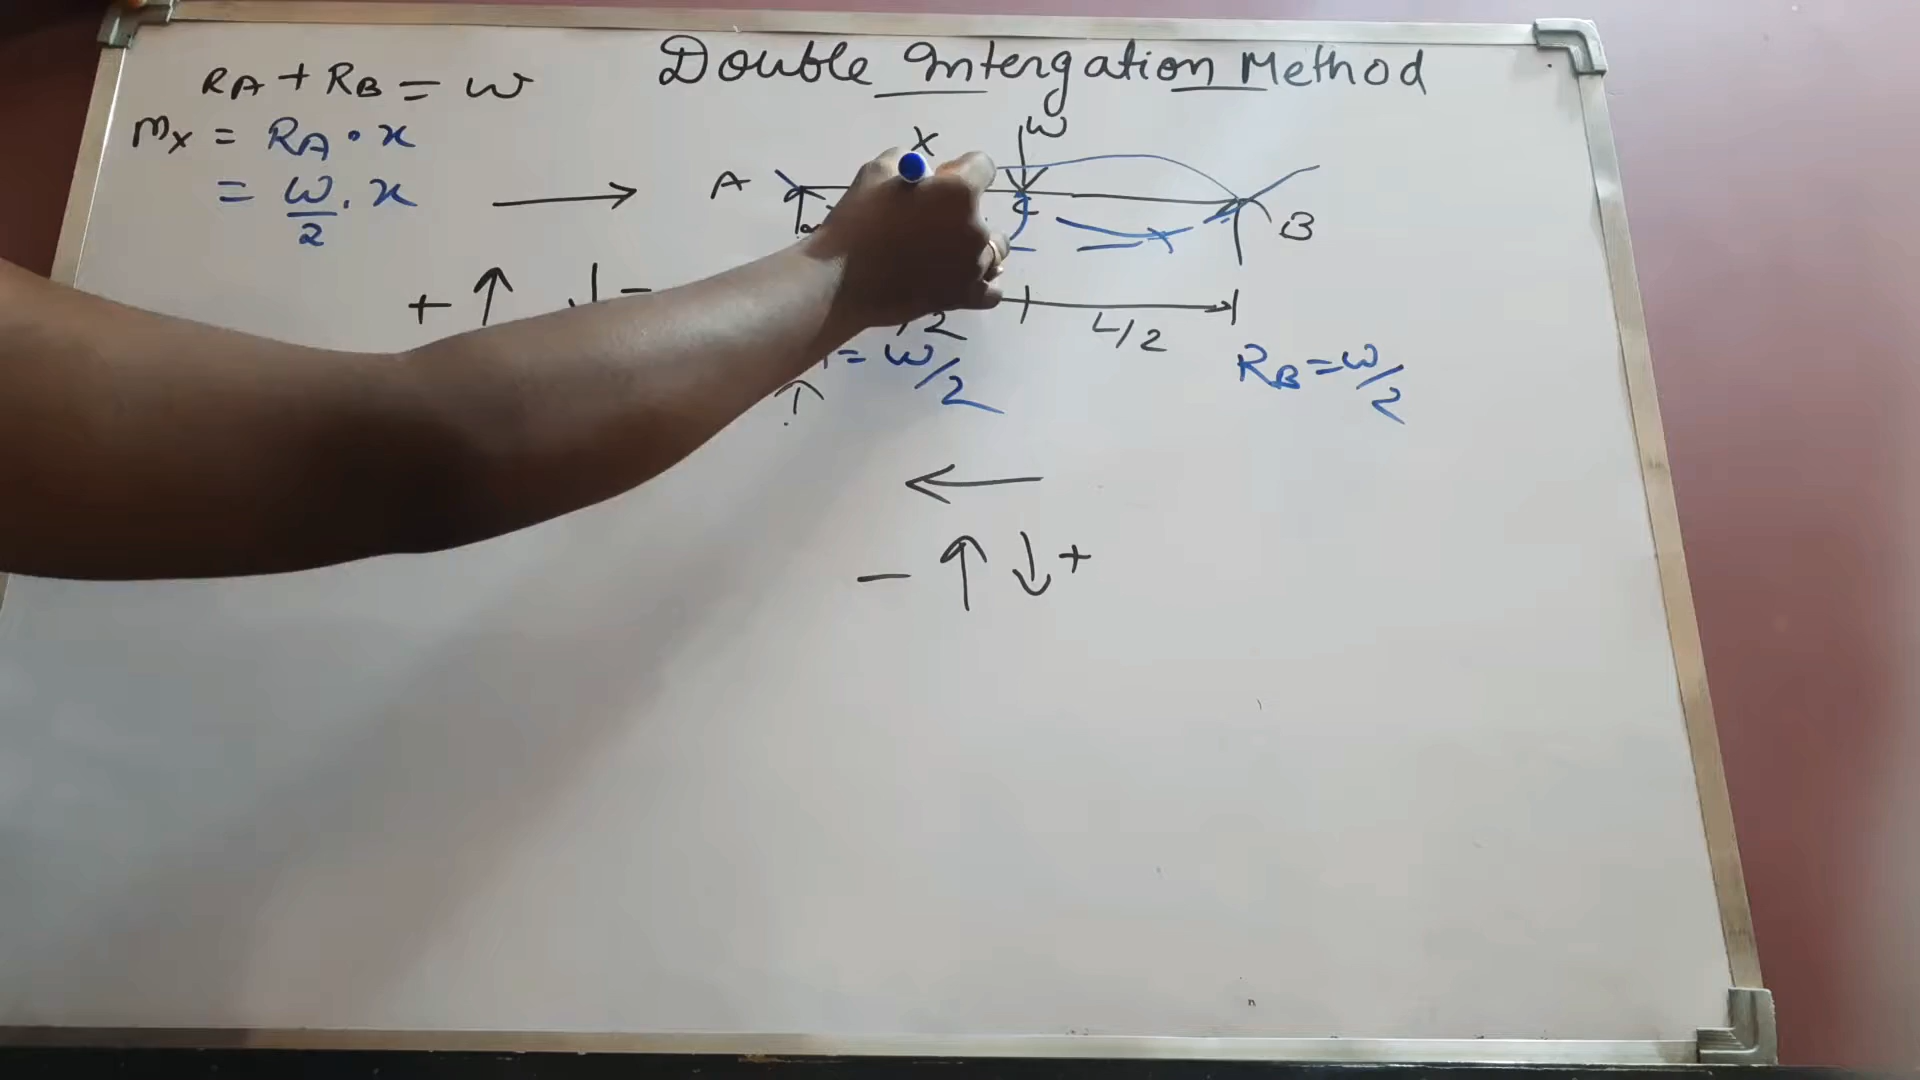 Double Intergation Method
RA + RB = W
Mx = RA . x
= W/2 . x
+ ↑ ↓ -
X
W
A
B
C
L/2
= W/2
RB = W/2
- ↑ ↓ +